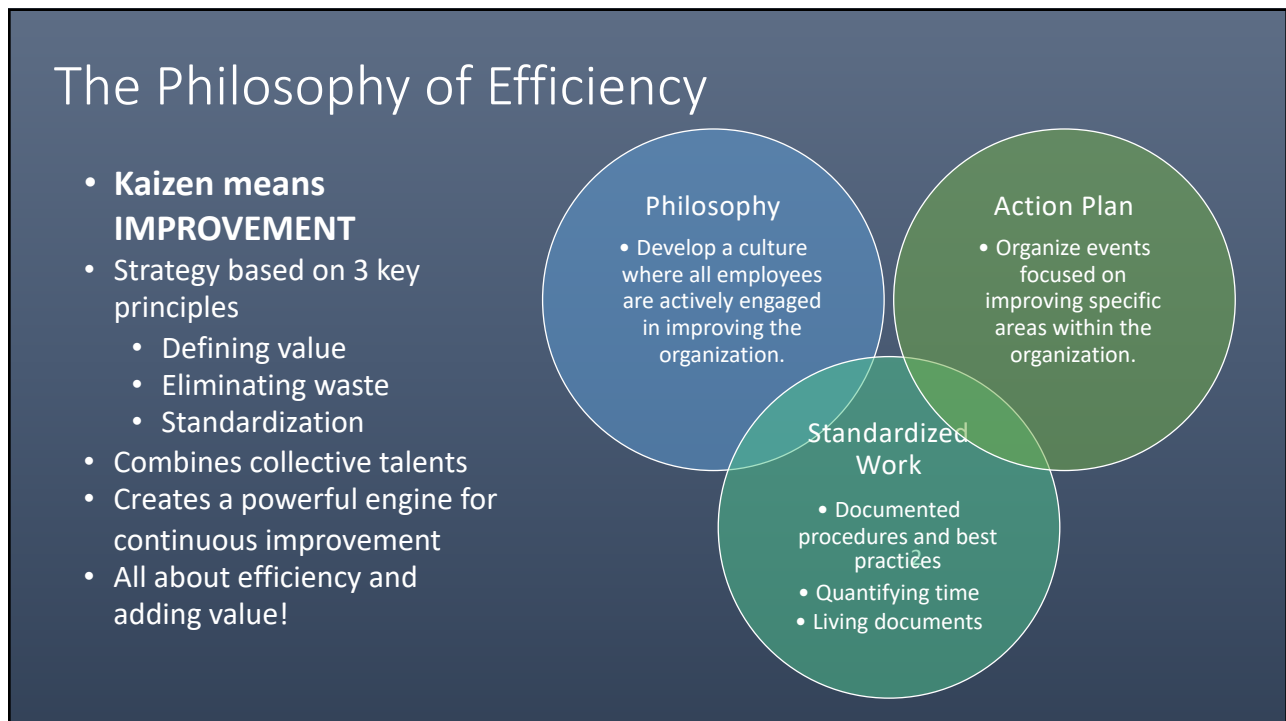 The Philosophy of Efficiency
• Kaizen means
IMPROVEMENT
• Strategy based on 3 key
principles
• Defining value
• Eliminating waste
• Standardization
• Combines collective talents
• Creates a powerful engine for
continuous improvement
• All about efficiency and
adding value!
Philosophy
• Develop a culture
where all employees
are actively engaged
in improving the
organization.
Action Plan
• Organize events
focused on
improving specific
areas within the
organization.
Standardized
Work
• Documented
procedures and best
practices
2
• Quantifying time
• Living documents